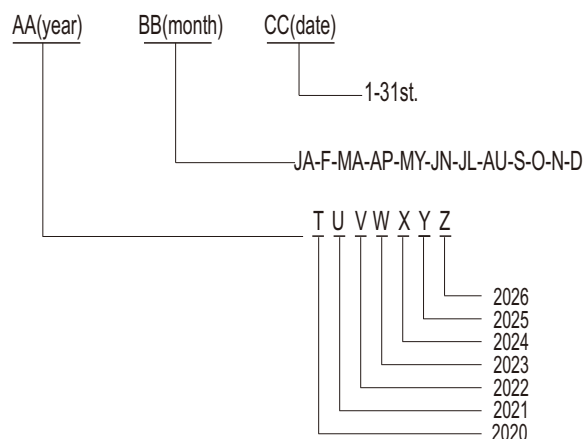 AA(year) BB(month) CC(date)
1-31st.
JA-F-MA-AP-MY-JN-JL-AU-S-O-N-D
T U V W X Y Z
2026
2025
2024
2023
2022
2021
2020